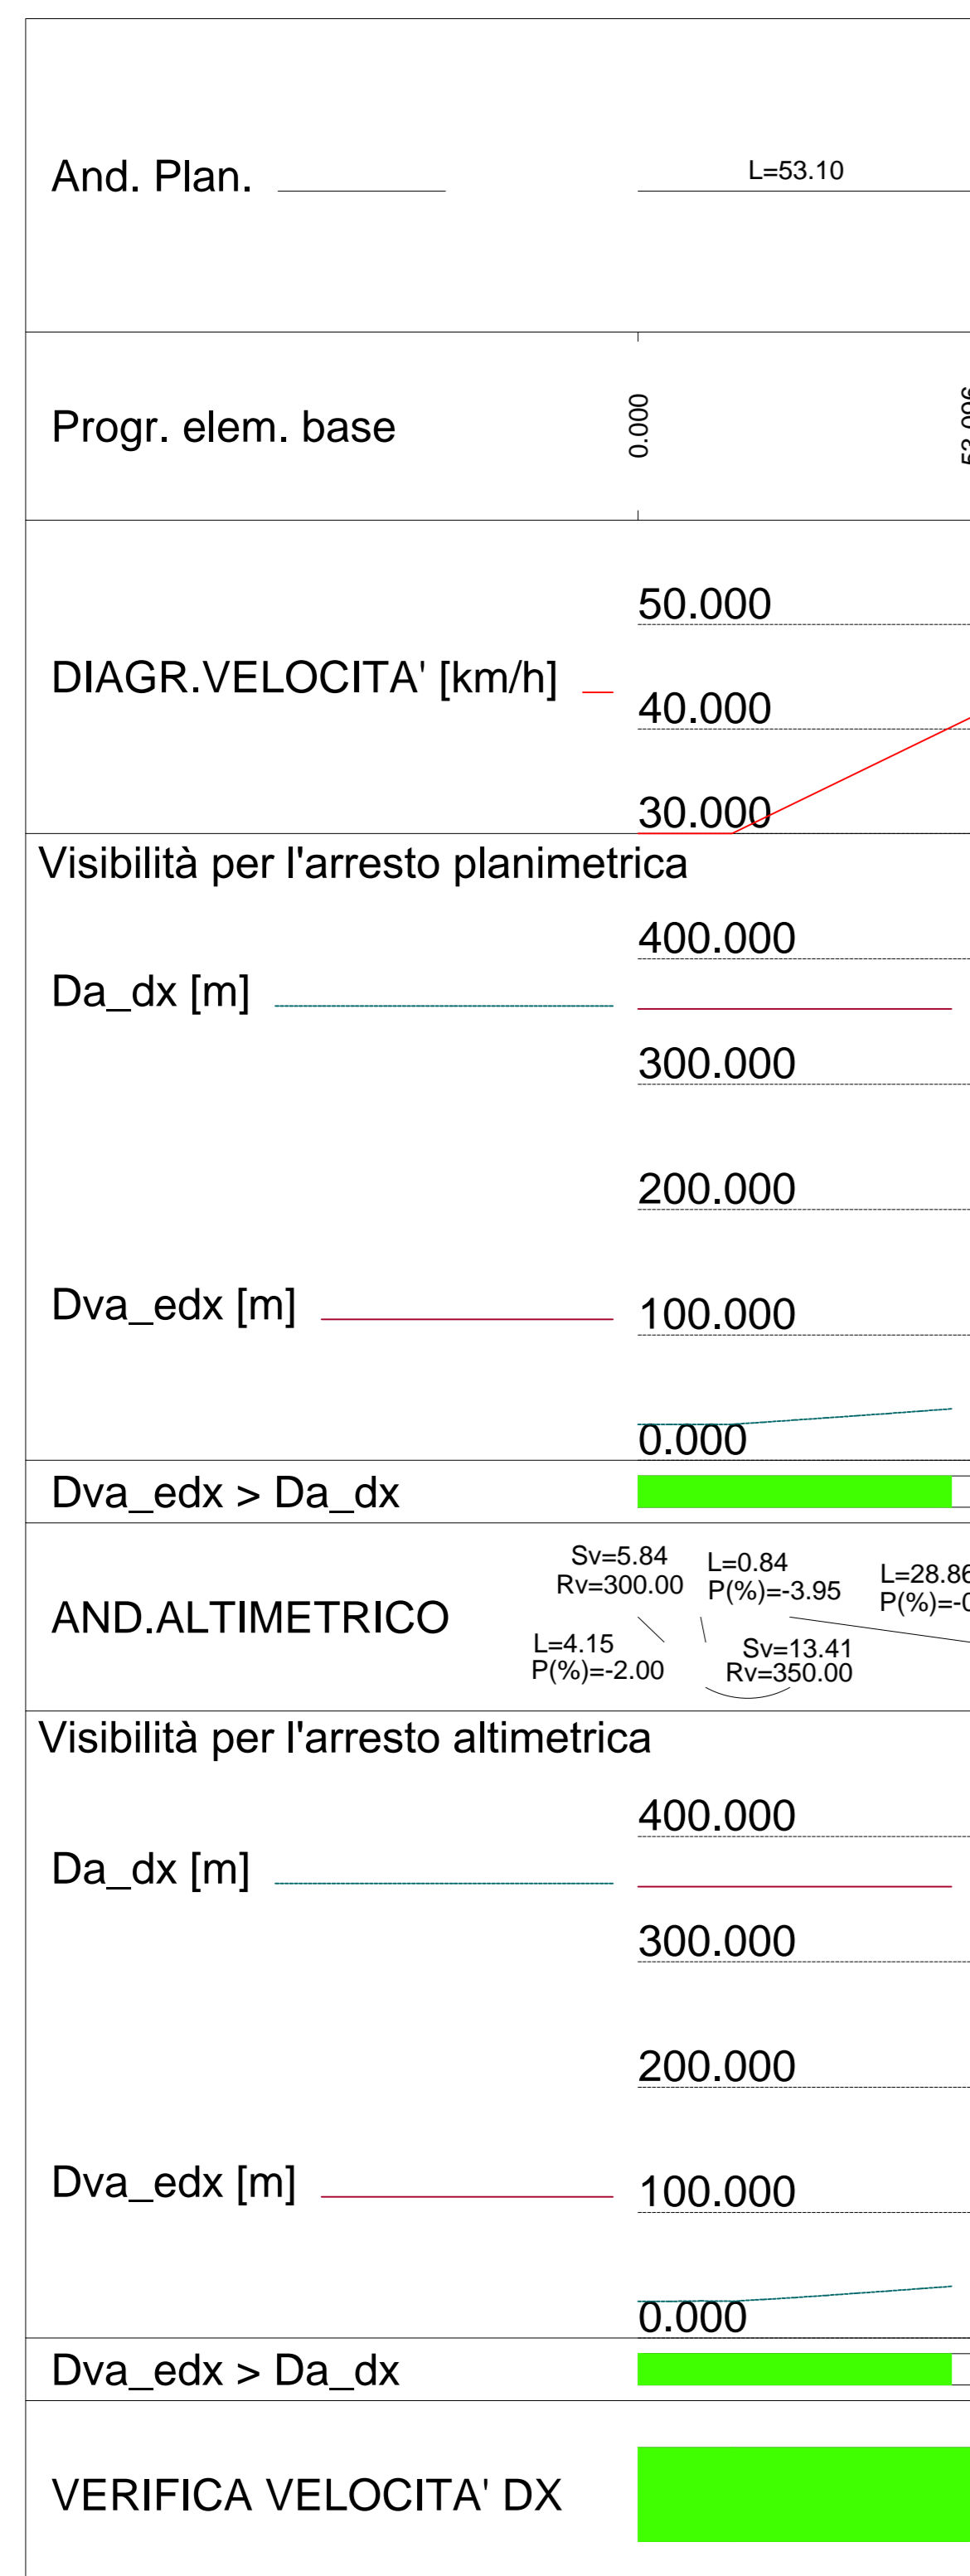 And. Plan.
L=53.10
Progr. elem. base
0.000
DIAGR.VELOCITA' [km/h]
50.000
40.000
30.000
Visibilità per l'arresto planimetrica
400.000
Da_dx [m]
300.000
200.000
Dva_edx [m]
100.000
0.000
Dva_edx > Da_dx
AND.ALTIMETRICO
Sv=5.84
Rv=300.00
L=0.84
P(%)=-3.95
L=28.86
L=4.15
P(%)=-2.00
Sv=13.41
Rv=350.00
Visibilità per l'arresto altimetrica
400.000
Da_dx [m]
300.000
200.000
Dva_edx [m]
100.000
0.000
Dva_edx > Da_dx
VERIFICA VELOCITA' DX